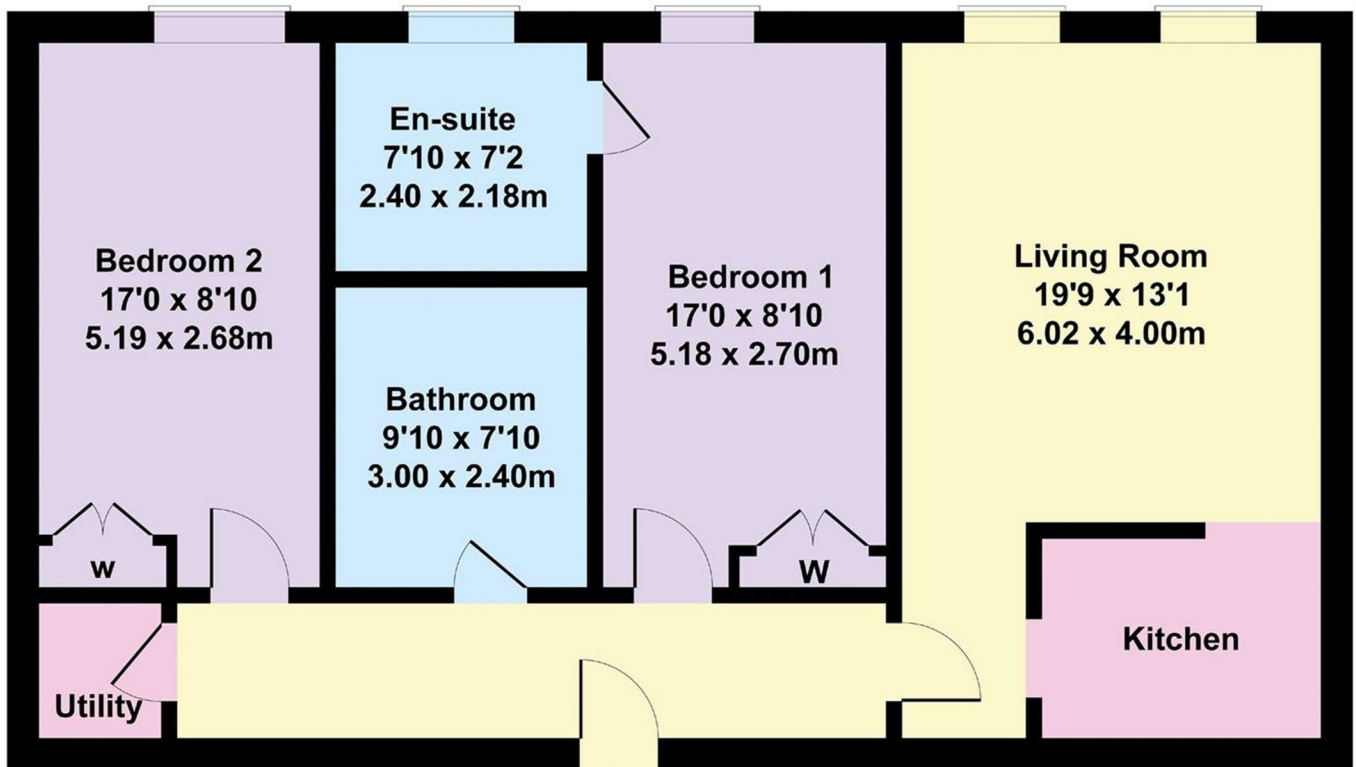 En-suite
7'10 x 7'2
2.40 x 2.18m
Bedroom 2
17'0 x 8'10
5.19 x 2.68m
Bedroom 1
17'0 x 8'10
5.18 x 2.70m
Living Room
19'9 x 13'1
6.02 x 4.00m
Bathroom
9'10 x 7'10
3.00 x 2.40m
w
W
Kitchen
Utility